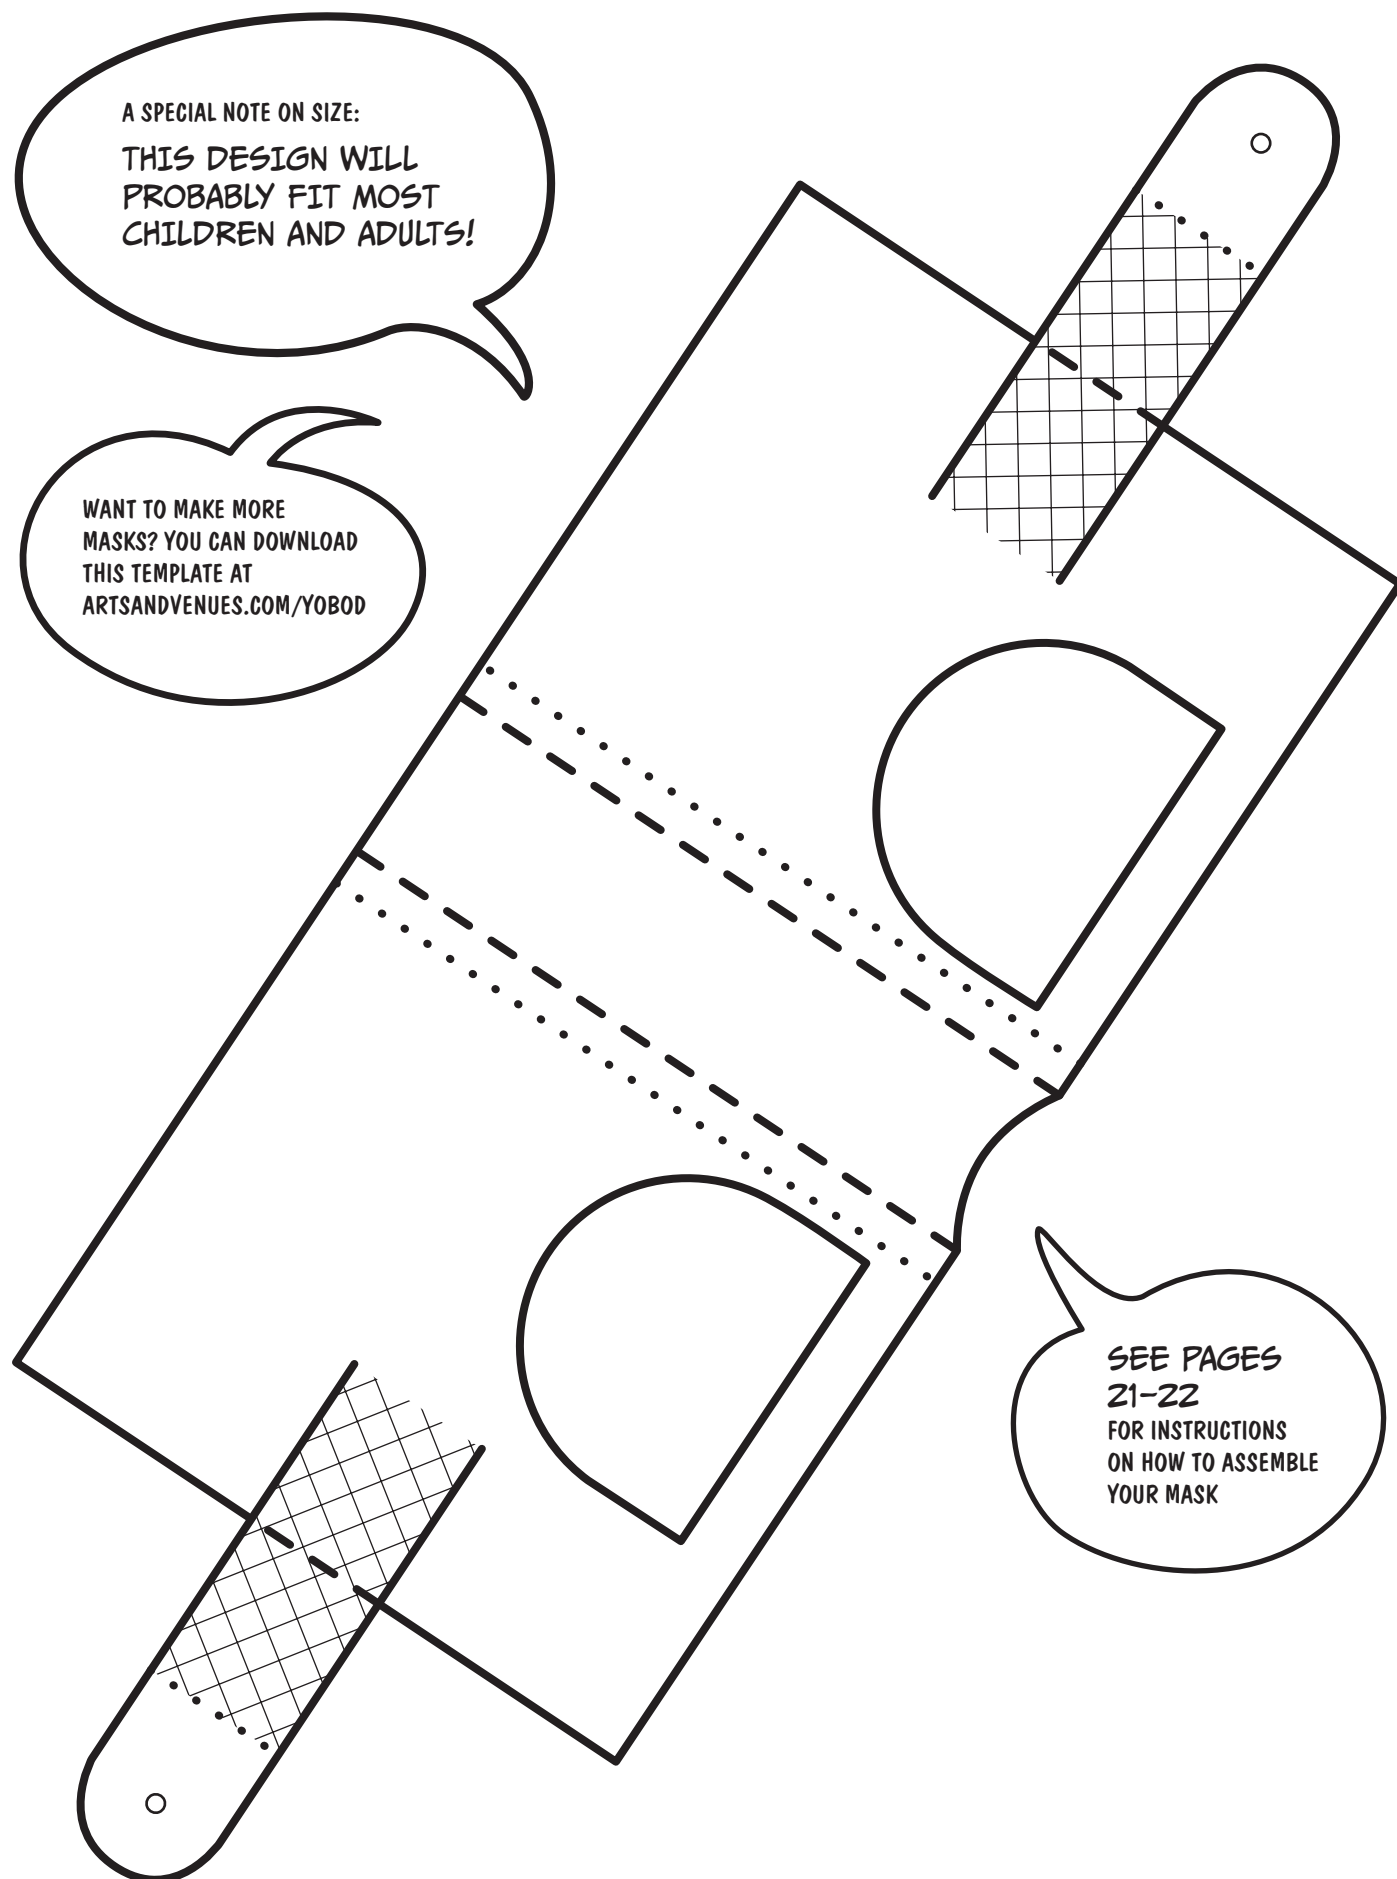 A SPECIAL NOTE ON SIZE:
THIS DESIGN WILL
PROBABLY FIT MOST
CHILDREN AND ADULTS!
WANT TO MAKE MORE
MASKS? YOU CAN DOWNLOAD
THIS TEMPLATE AT
ARTSANDVENUES.COM/YOBOD
SEE PAGES
21-22
FOR INSTRUCTIONS
ON HOW TO ASSEMBLE
YOUR MASK